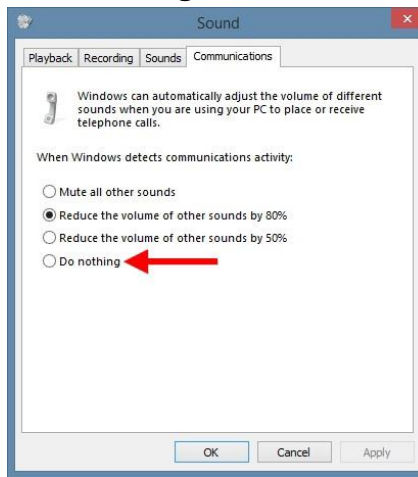 Sound
Playback
Recording
Sounds
Communications
Windows can automatically adjust the volume of different
sounds when you are using your PC to place or receive
telephone calls.
When Windows detects communications activity:
Mute all other sounds
Reduce the volume of other sounds by 80%
Reduce the volume of other sounds by 50%
Do nothing
OK
Cancel
Apply